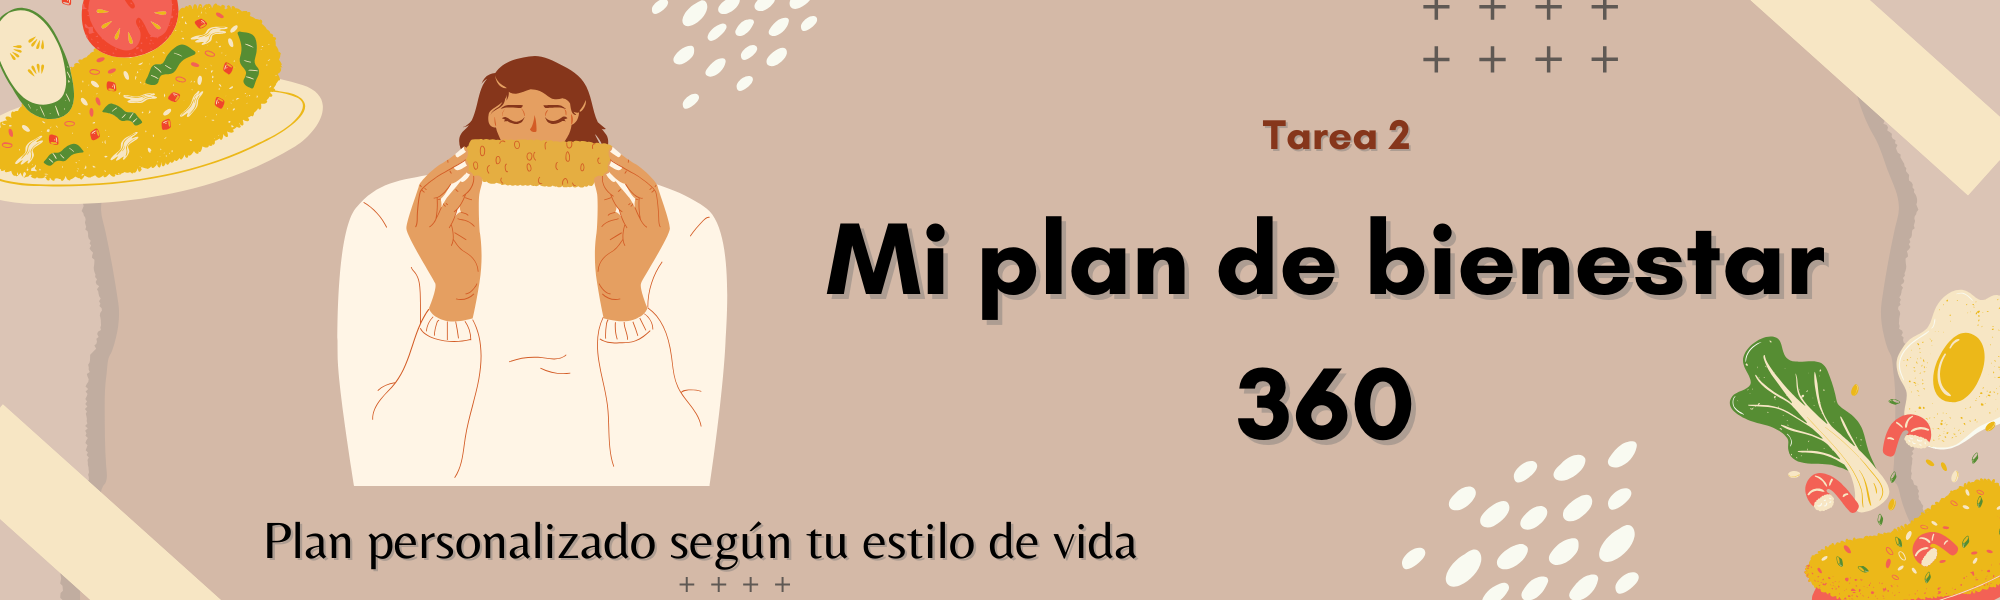 Tarea 2
Mi plan de bienestar
360
Plan personalizado según tu estilo de vida